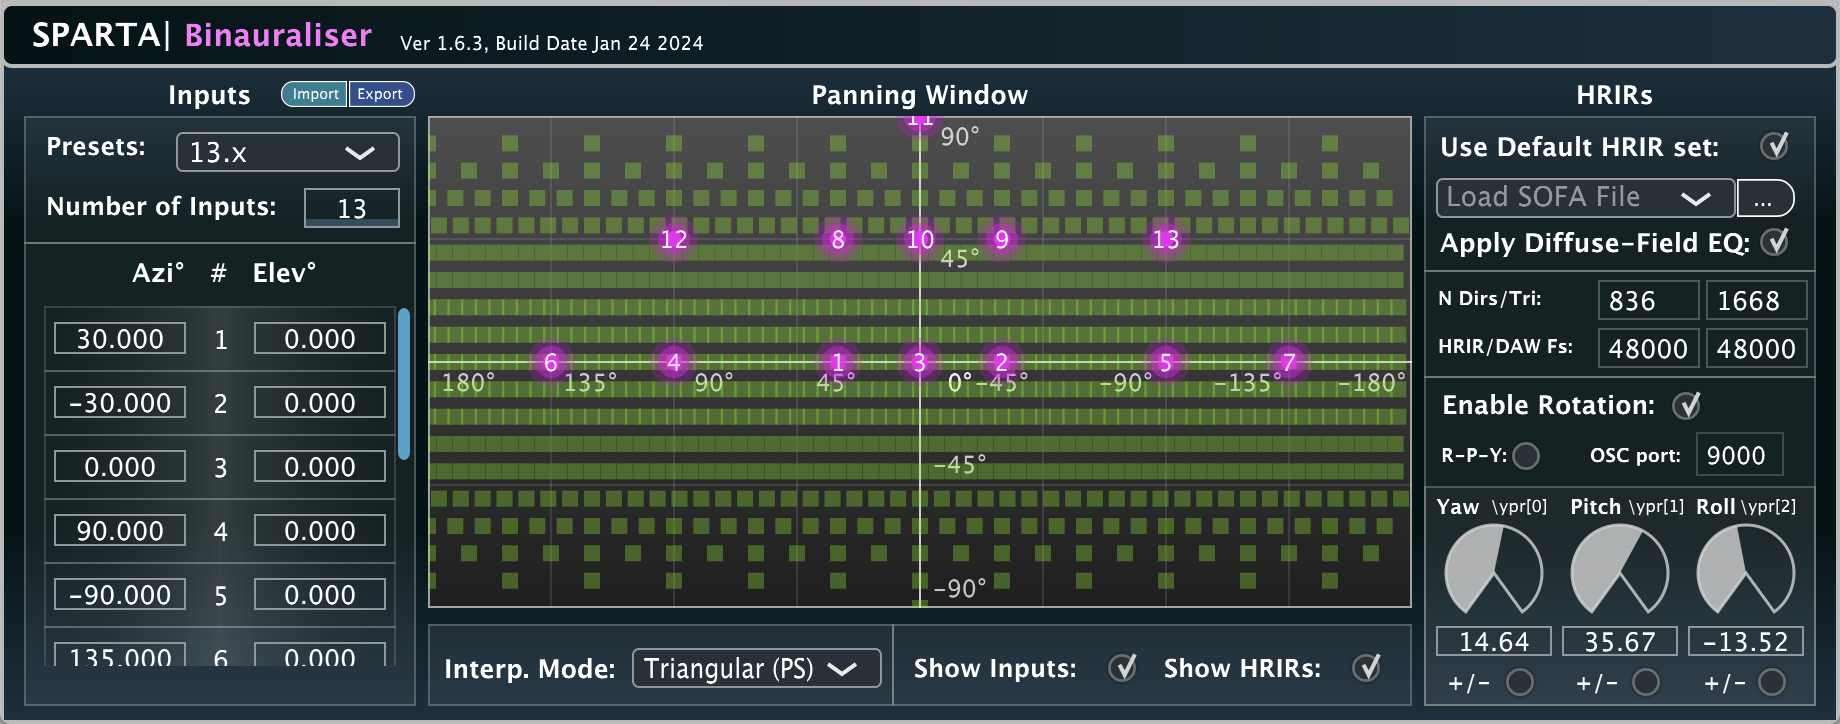 SPARTA| Binauraliser Ver 1.6.3, Build Date Jan 24 2024
Inputs Import Export
Presets: 13.x
Number of Inputs: 13
Azi° # Elev°
30.000 1 0.000
-30.000 2 0.000
0.000 3 0.000
90.000 4 0.000
-90.000 5 0.000
135.000 6 0.000
Panning Window
11
90°
12 8 10 9 13
45°
6 4 1 3 2 5 7
180° 135° 90° 45° 0° -45° -90° -135° -180°
-45°
-90°
Interp. Mode: Triangular (PS) Show Inputs: Show HRIRs:
HRIRs
Use Default HRIR set:
Load SOFA File ...
Apply Diffuse-Field EQ:
N Dirs/Tri: 836 1668
HRIR/DAW Fs: 48000 48000
Enable Rotation:
R-P-Y: OSC port: 9000
Yaw \ypr[0] Pitch \ypr[1] Roll \ypr[2]
14.64 35.67 -13.52
+/- +/- +/-